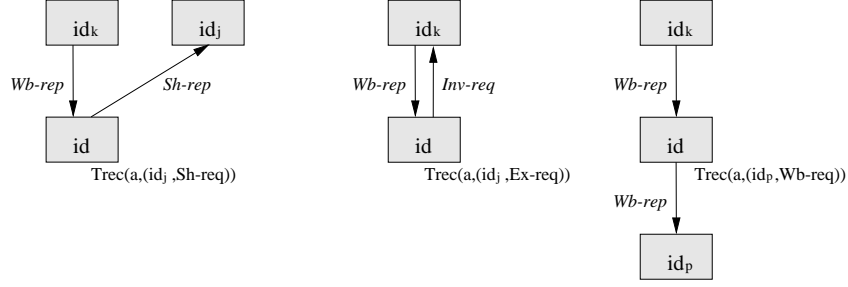 idk idj idk idk
Wb-rep Sh-rep Wb-rep Inv-req Wb-rep
id id id
Trec(a,(idj ,Sh-req)) Trec(a,(idj ,Ex-req)) Trec(a,(idp,Wb-req))
Wb-rep
idp